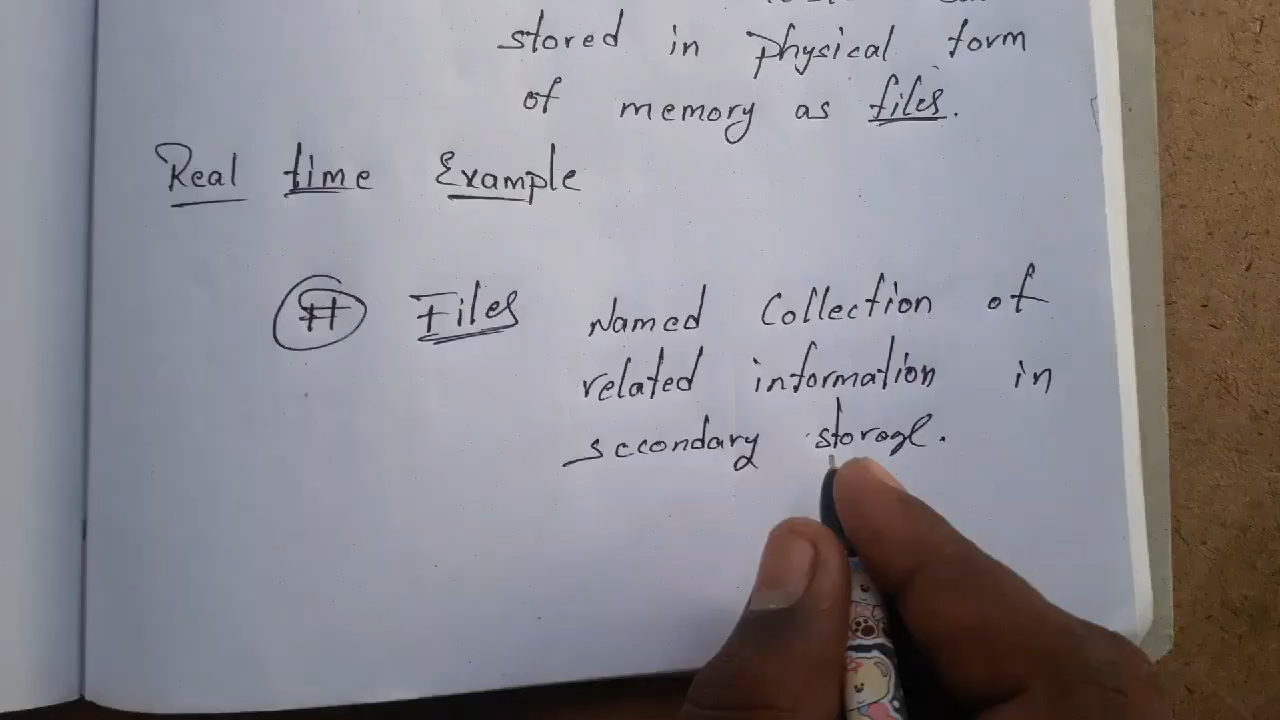 stored in physical form
of memory as files.
Real time Example
# Files Named Collection of
related information in
secondary storage.